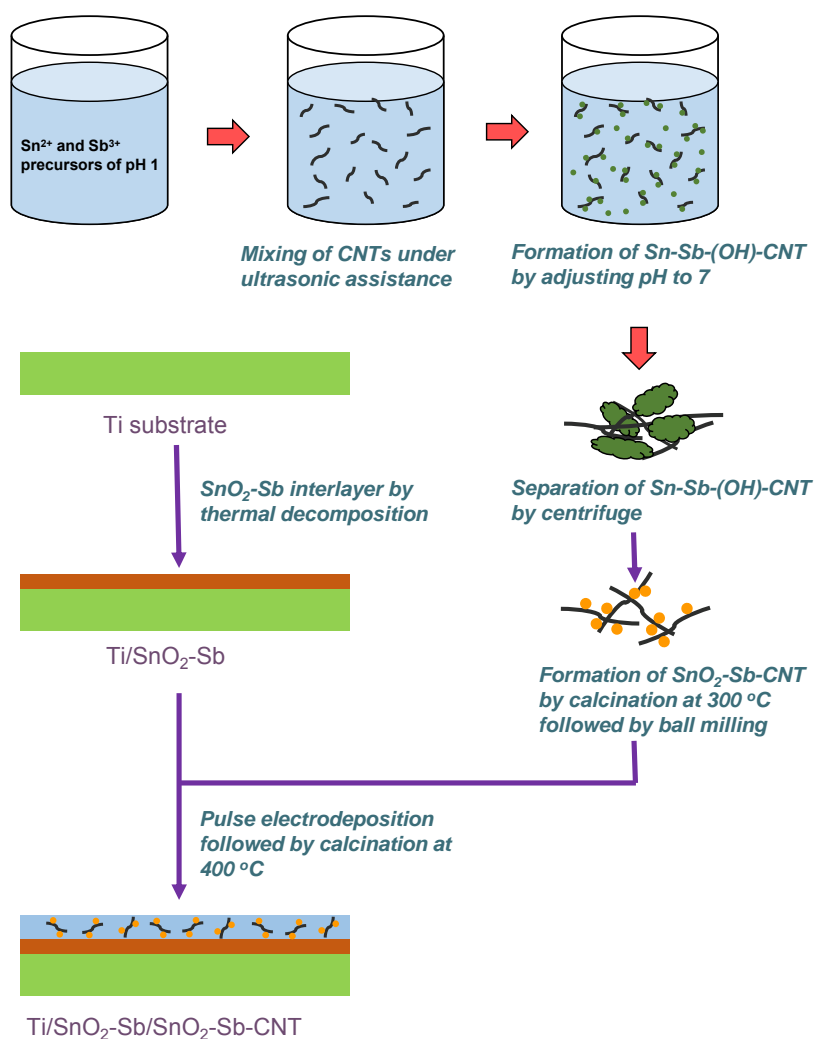 Sn²⁺ and Sb³⁺
precursors of pH 1
Mixing of CNTs under
ultrasonic assistance
Formation of Sn-Sb-(OH)-CNT
by adjusting pH to 7
Ti substrate
SnO₂-Sb interlayer by
thermal decomposition
Separation of Sn-Sb-(OH)-CNT
by centrifuge
Ti/SnO₂-Sb
Formation of SnO₂-Sb-CNT
by calcination at 300 ᵒC
followed by ball milling
Pulse electrodeposition
followed by calcination at
400 ᵒC
Ti/SnO₂-Sb/SnO₂-Sb-CNT